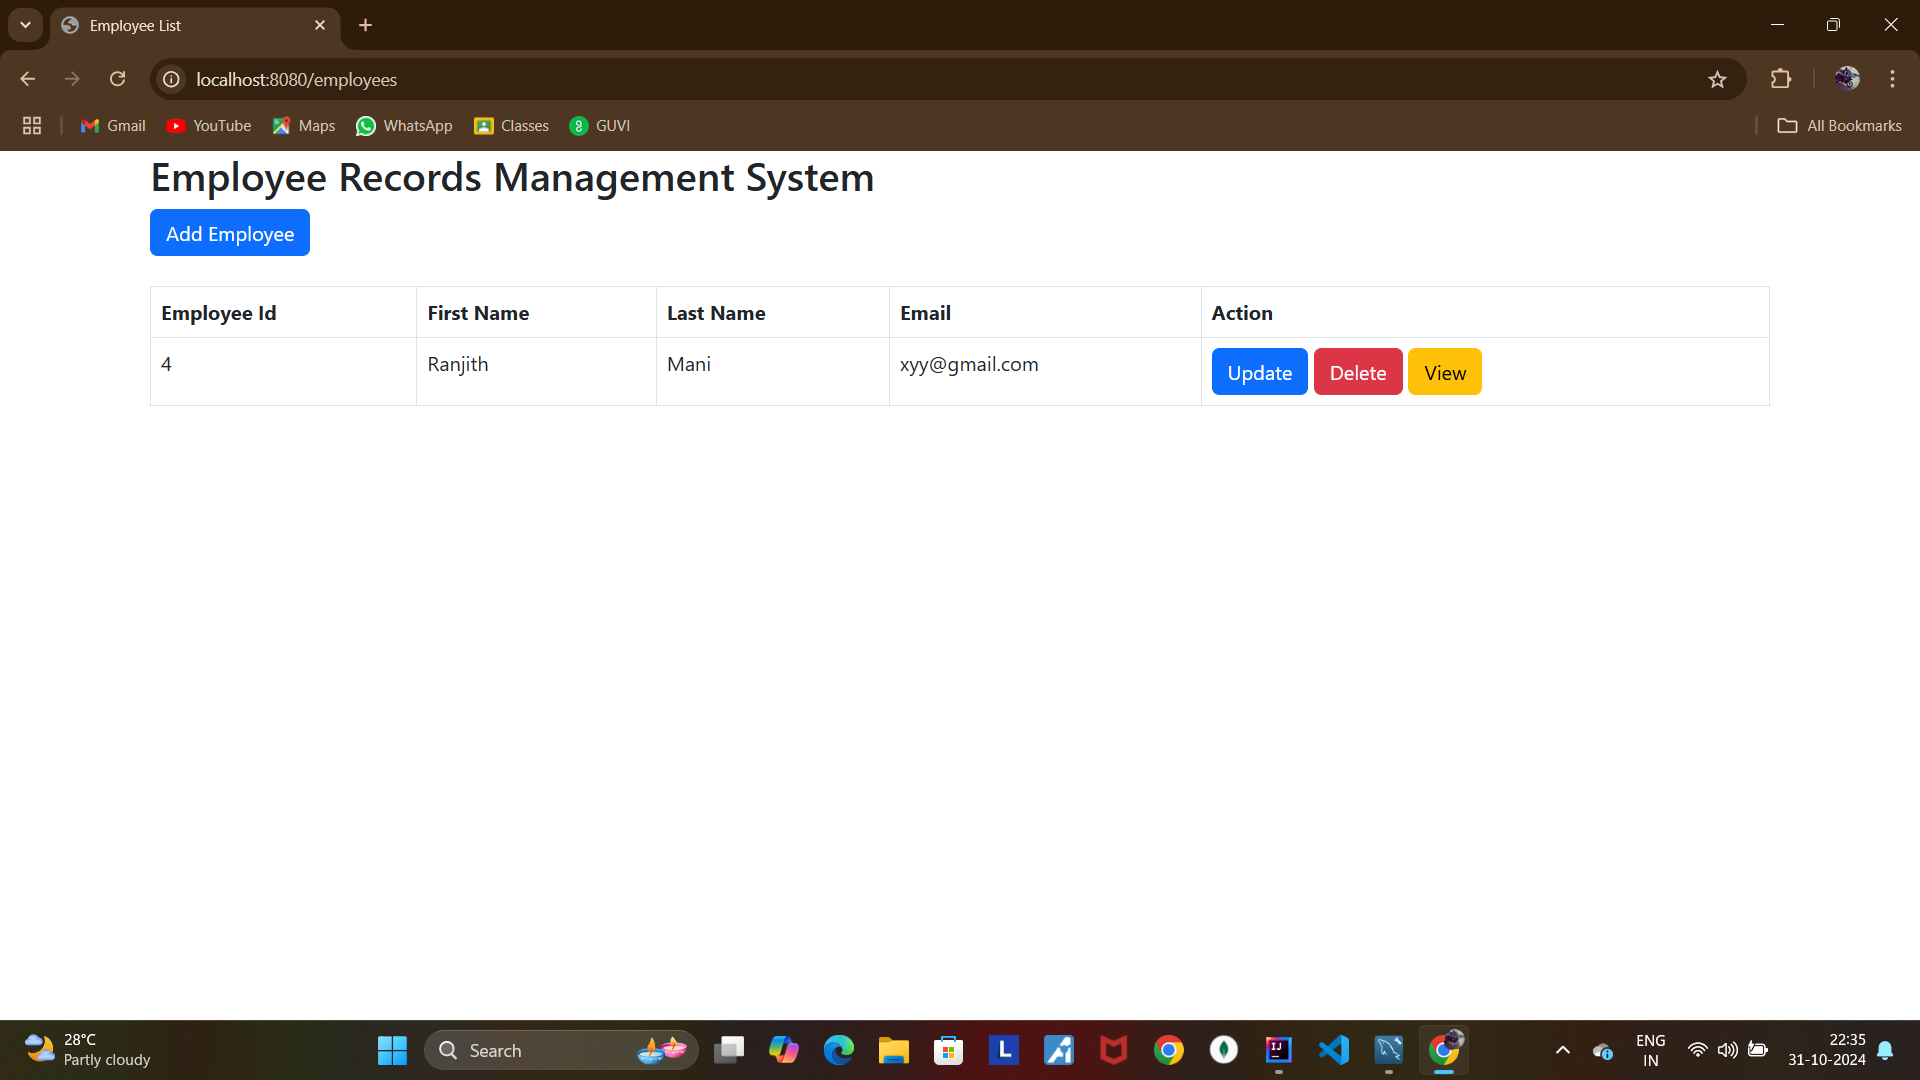 Employee List
localhost:8080/employees
Gmail YouTube Maps WhatsApp Classes GUVI All Bookmarks
Employee Records Management System
Add Employee
Employee Id First Name Last Name Email Action
4 Ranjith Mani xyy@gmail.com Update Delete View
28°C
Partly cloudy
Search
L
IJ
ENG
IN
22:35
31-10-2024